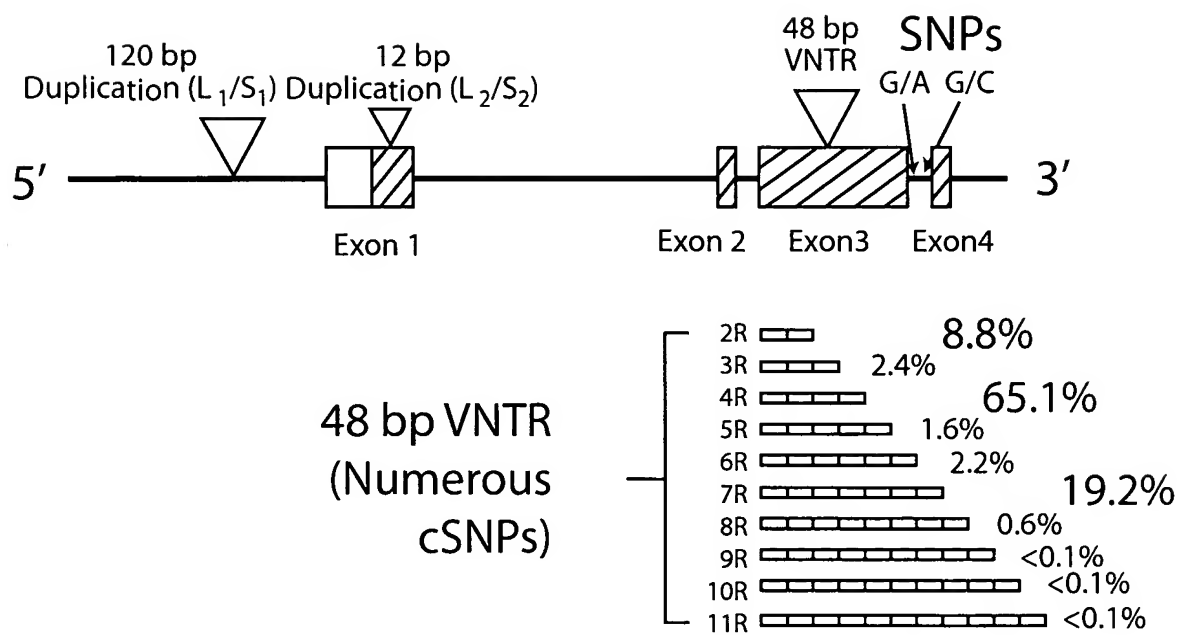 120 bp
Duplication (L1/S1)
12 bp
Duplication (L2/S2)
48 bp
VNTR
SNPs
G/A G/C
5′
3′
Exon 1
Exon 2
Exon3
Exon4
48 bp VNTR
(Numerous
cSNPs)
2R 8.8%
3R 2.4%
4R 65.1%
5R 1.6%
6R 2.2%
7R 19.2%
8R 0.6%
9R <0.1%
10R <0.1%
11R <0.1%